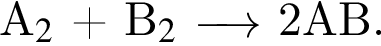 A₂ + B₂ ⟶ 2AB.